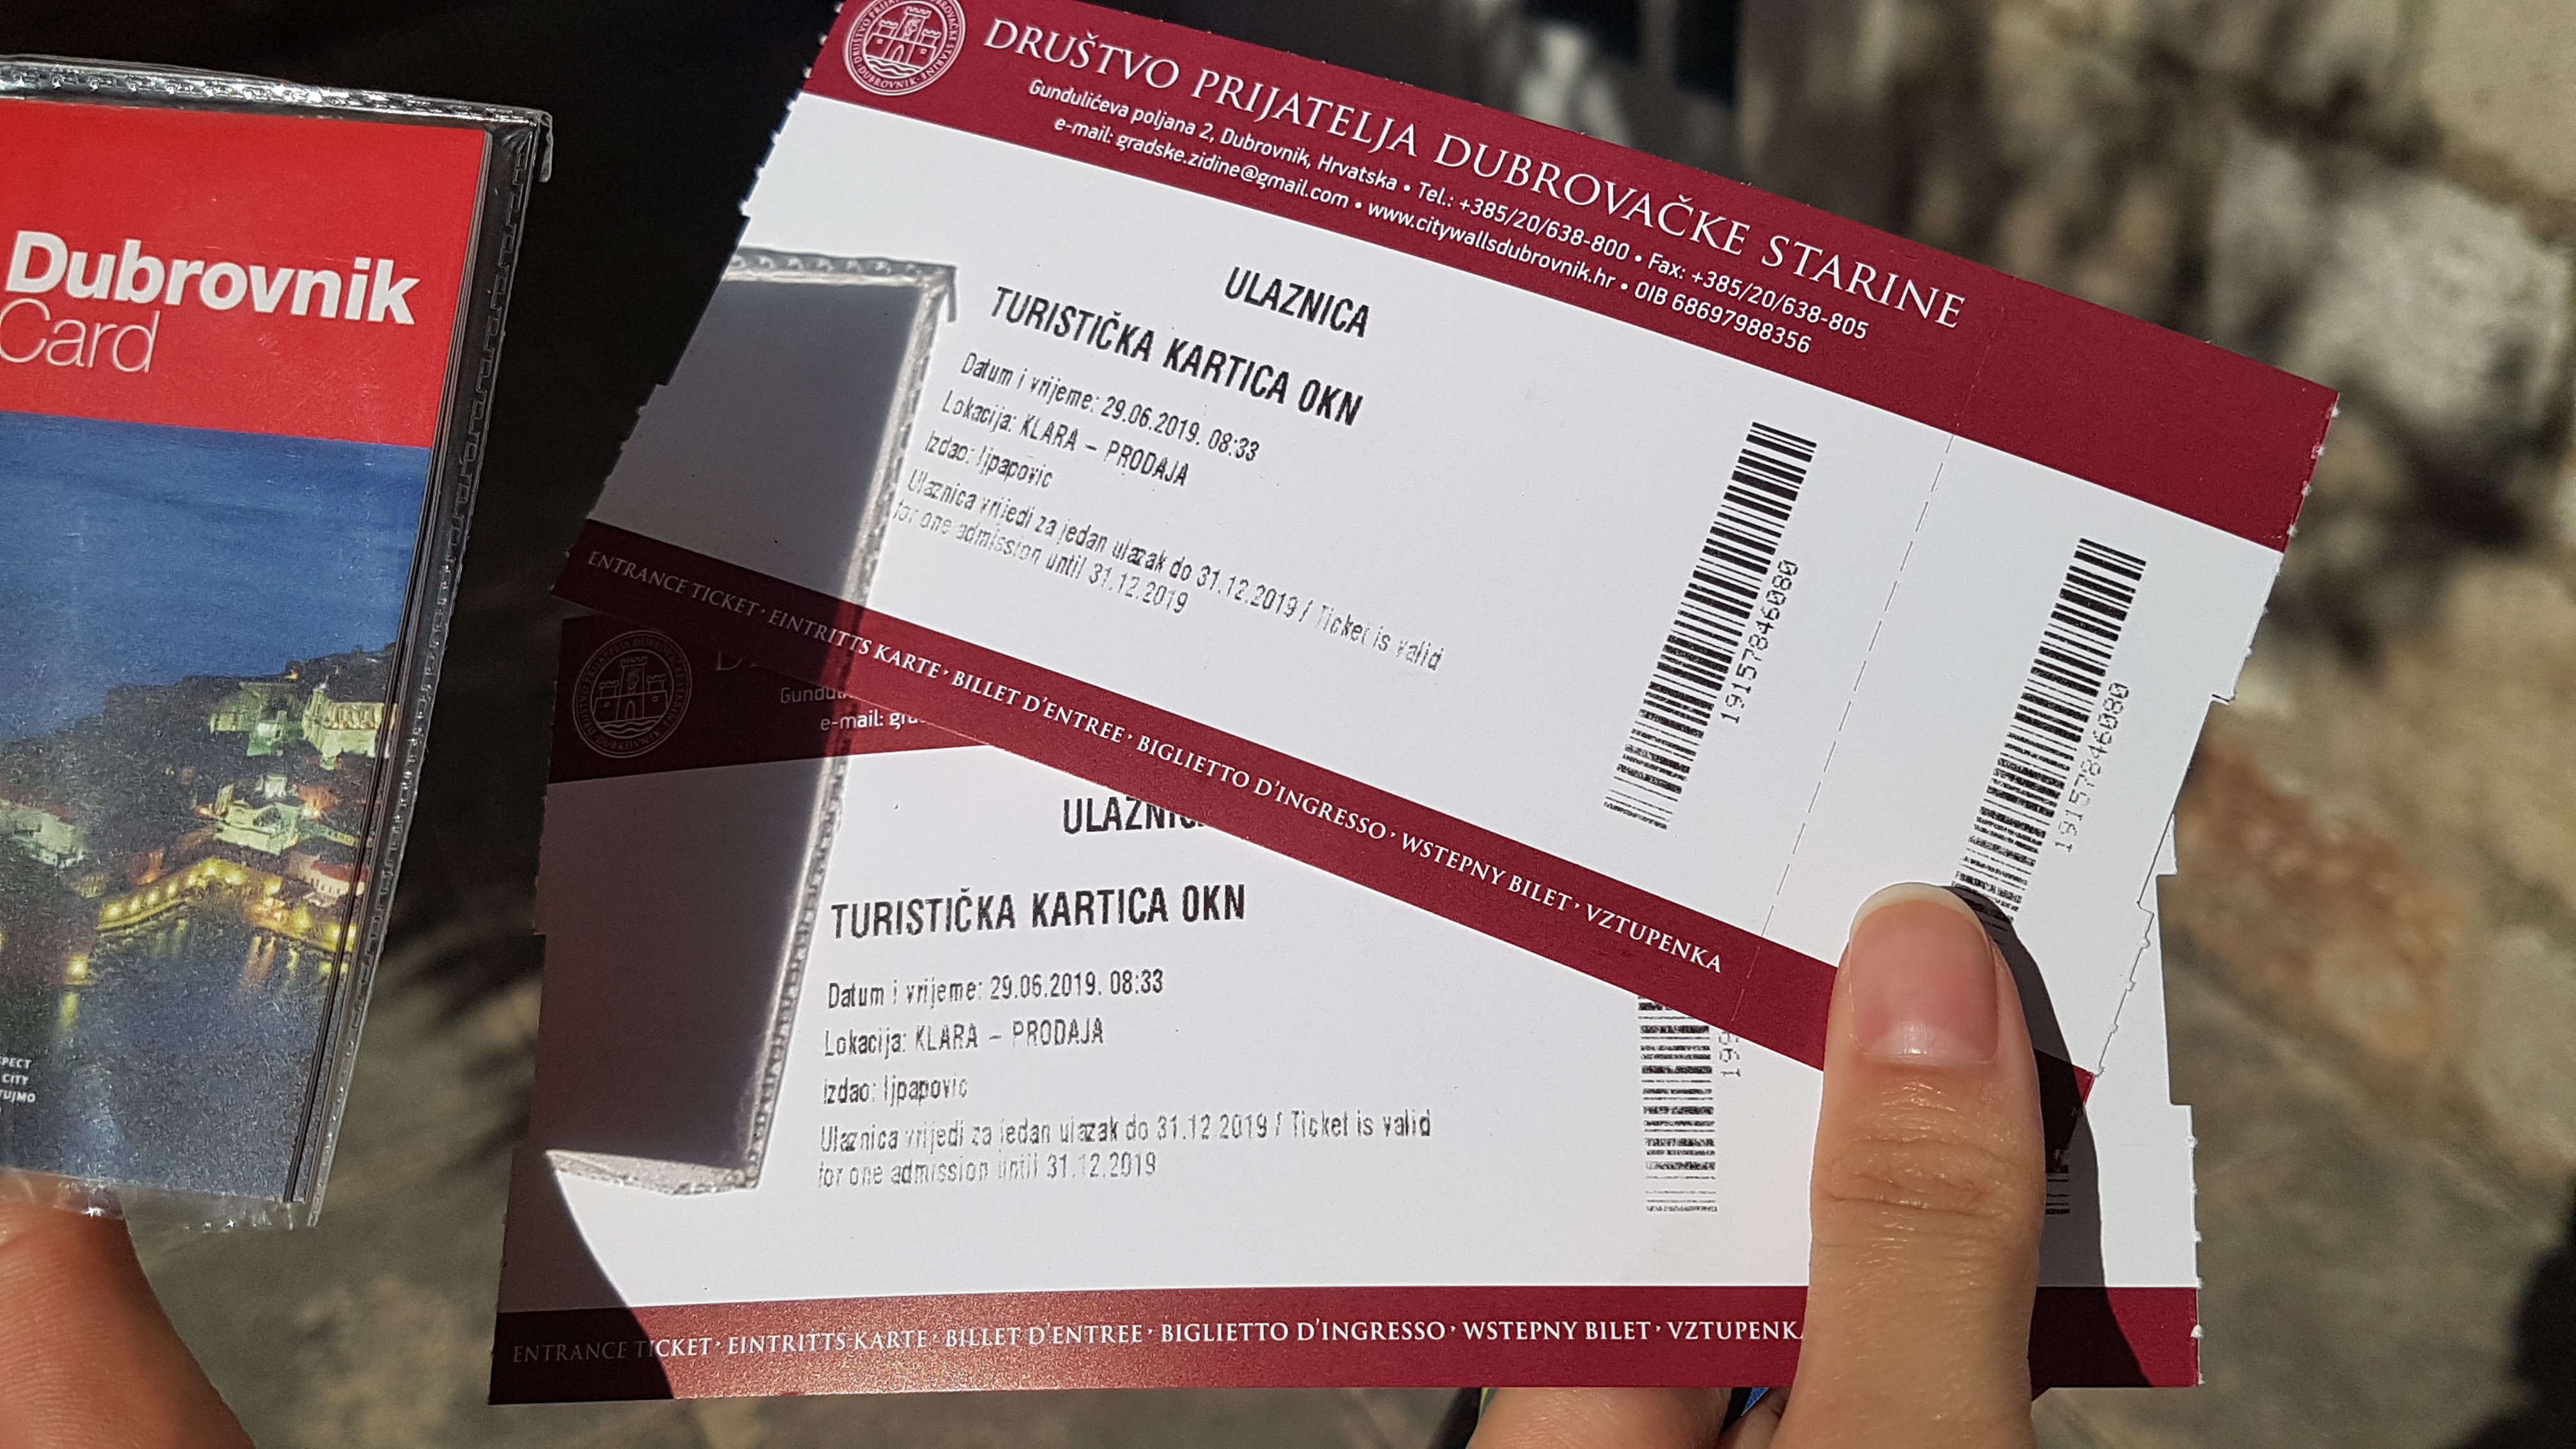 Dubrovnik
Card
PECT
CITY
TUJMO
DRUŠTVO PRIJATELJA DUBROVAČKE STARINE
Gundulićeva poljana 2, Dubrovnik, Hrvatska • Tel.: +385/20/638-800 • Fax: +385/20/638-805
e-mail: gradske.zidine@gmail.com • www.citywallsdubrovnik.hr • OIB 68697988356
ULAZNICA
TURISTIČKA KARTICA OKN
Datum i vrijeme: 29.06.2019. 08:33
Lokacija: KLARA – PRODAJA
Izdao: ljpapovic
Ulaznica vrijedi za jedan ulazak do 31.12.2019 / Ticket is valid
for one admission until 31.12.2019
19157846080
19157846080
ENTRANCE TICKET • EINTRITTS KARTE • BILLET D'ENTREE • BIGLIETTO D'INGRESSO • WSTEPNY BILET • VZTUPENKA
e-mail:
TURISTIČKA KARTICA OKN
Datum i vrijeme: 29.06.2019. 08:33
Lokacija: KLARA – PRODAJA
Izdao: ljpapovic
Ulaznica vrijedi za jedan ulazak do 31.12.2019 / Ticket is valid
for one admission until 31.12.2019
ENTRANCE TICKET • EINTRITTS KARTE • BILLET D'ENTREE • BIGLIETTO D'INGRESSO • WSTEPNY BILET • VZTUPENK